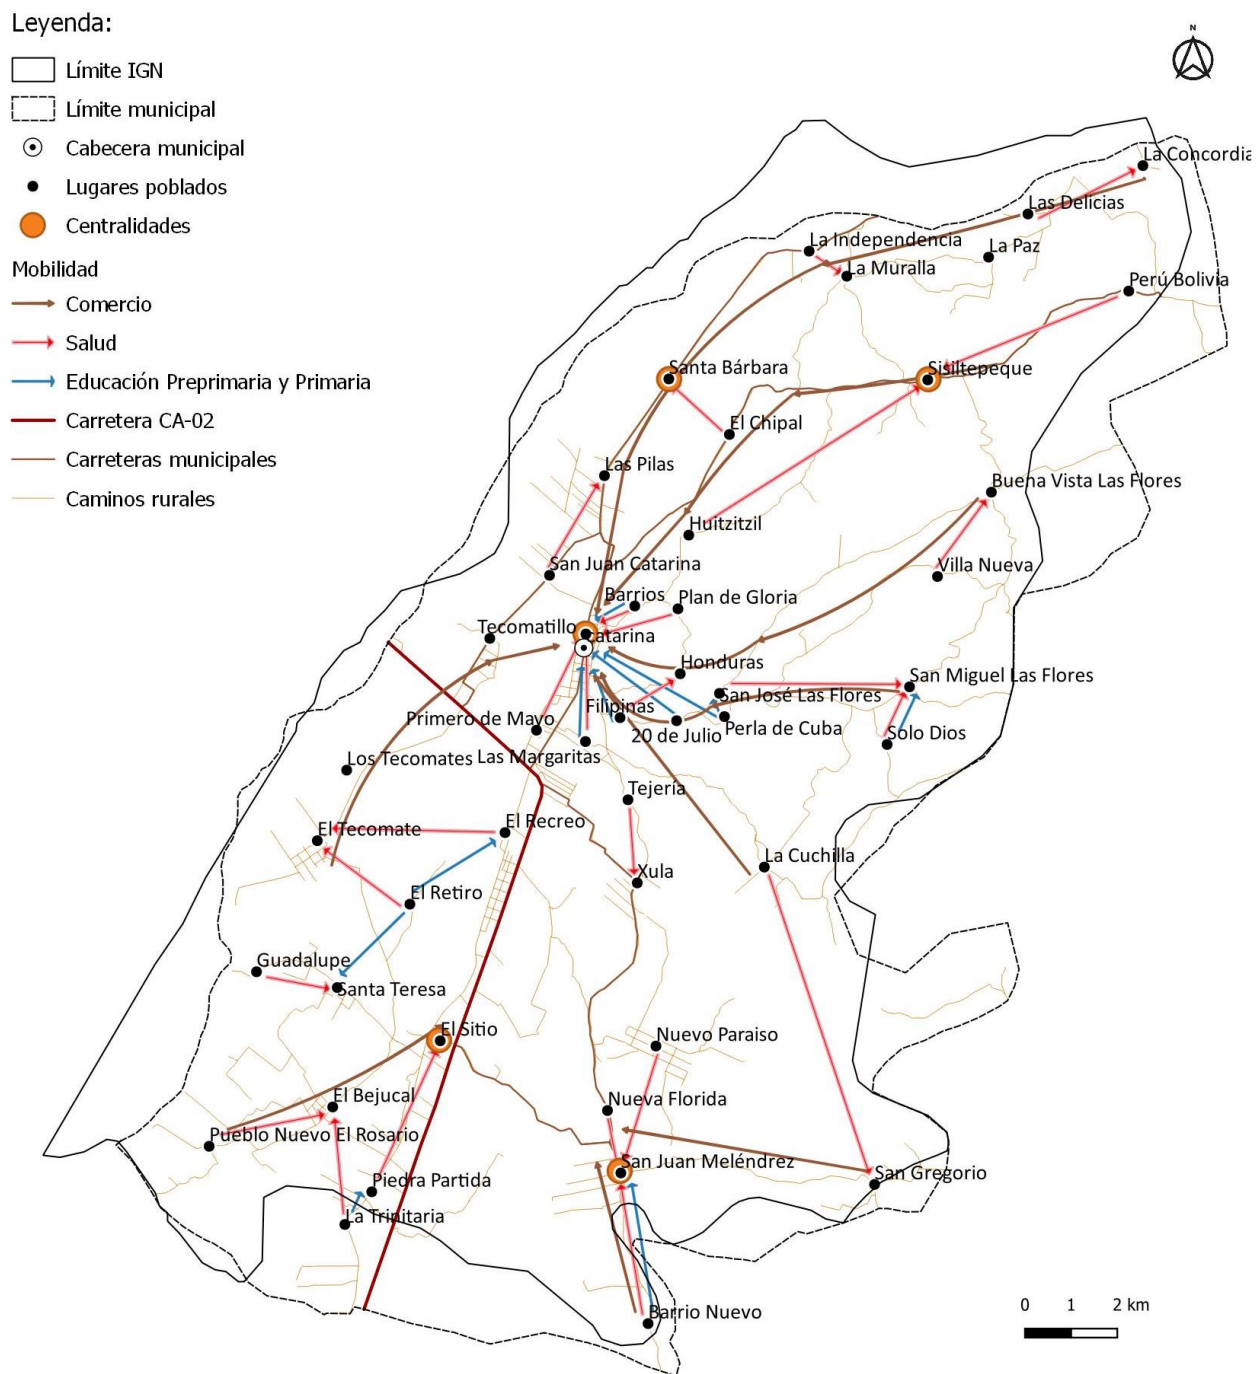 Leyenda:
Límite IGN
Límite municipal
Cabecera municipal
Lugares poblados
Centralidades
Mobilidad
Comercio
Salud
Educación Preprimaria y Primaria
Carretera CA-02
Carreteras municipales
Caminos rurales
N
La Concordia
Las Delicias
La Independencia
La Paz
La Muralla
Perú Bolivia
Santa Bárbara
Sisiltepeque
El Chipal
Las Pilas
Buena Vista Las Flores
Huitzitzil
San Juan Catarina
Villa Nueva
Barrios
Plan de Gloria
Tecomatillo
Catarina
Honduras
San Miguel Las Flores
San José Las Flores
Filipinas
Primero de Mayo
20 de Julio
Perla de Cuba
Solo Dios
Los Tecomates
Las Margaritas
Tejería
El Recreo
El Tecomate
La Cuchilla
Xula
El Retiro
Guadalupe
Santa Teresa
El Sitio
Nuevo Paraiso
El Bejucal
Nueva Florida
Pueblo Nuevo El Rosario
San Juan Meléndrez
San Gregorio
Piedra Partida
La Trinitaria
Barrio Nuevo
0 1 2 km